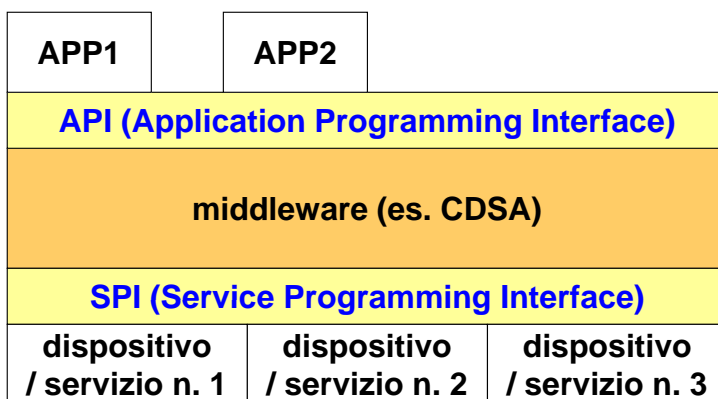 APP1 APP2
API (Application Programming Interface)
middleware (es. CDSA)
SPI (Service Programming Interface)
dispositivo dispositivo dispositivo
/ servizio n. 1 / servizio n. 2 / servizio n. 3